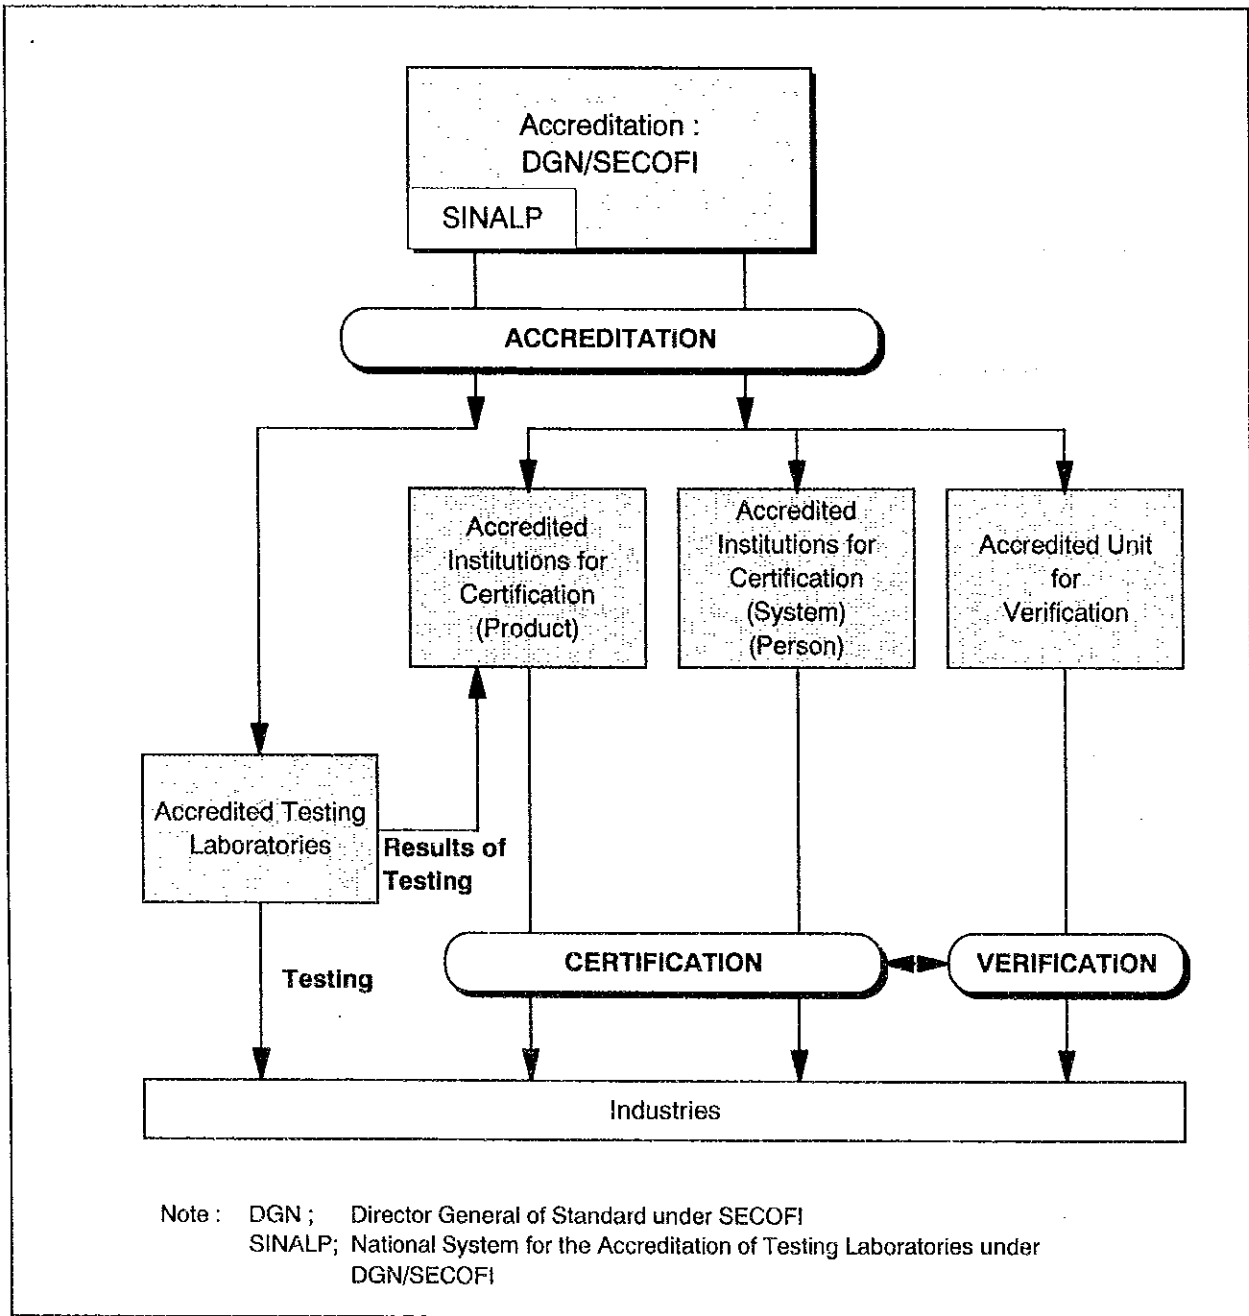 Accreditation :
DGN/SECOFI
SINALP
ACCREDITATION
Accredited
Institutions for
Certification
(Product)
Accredited
Institutions for
Certification
(System)
(Person)
Accredited Unit
for
Verification
Accredited Testing
Laboratories
Results of
Testing
Testing
CERTIFICATION
VERIFICATION
Industries
Note : DGN ; Director General of Standard under SECOFI
SINALP; National System for the Accreditation of Testing Laboratories under
DGN/SECOFI